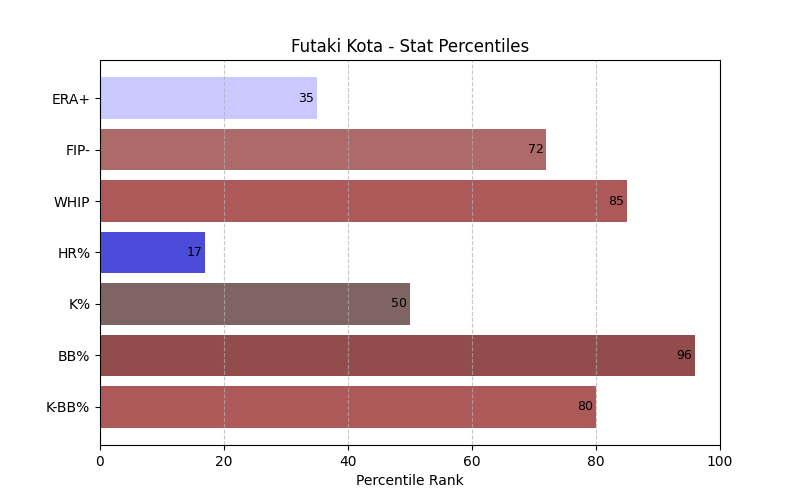 Futaki Kota - Stat Percentiles
ERA+ 35
FIP- 72
WHIP 85
HR% 17
K% 50
BB% 96
K-BB% 80
0 20 40 60 80 100
Percentile Rank